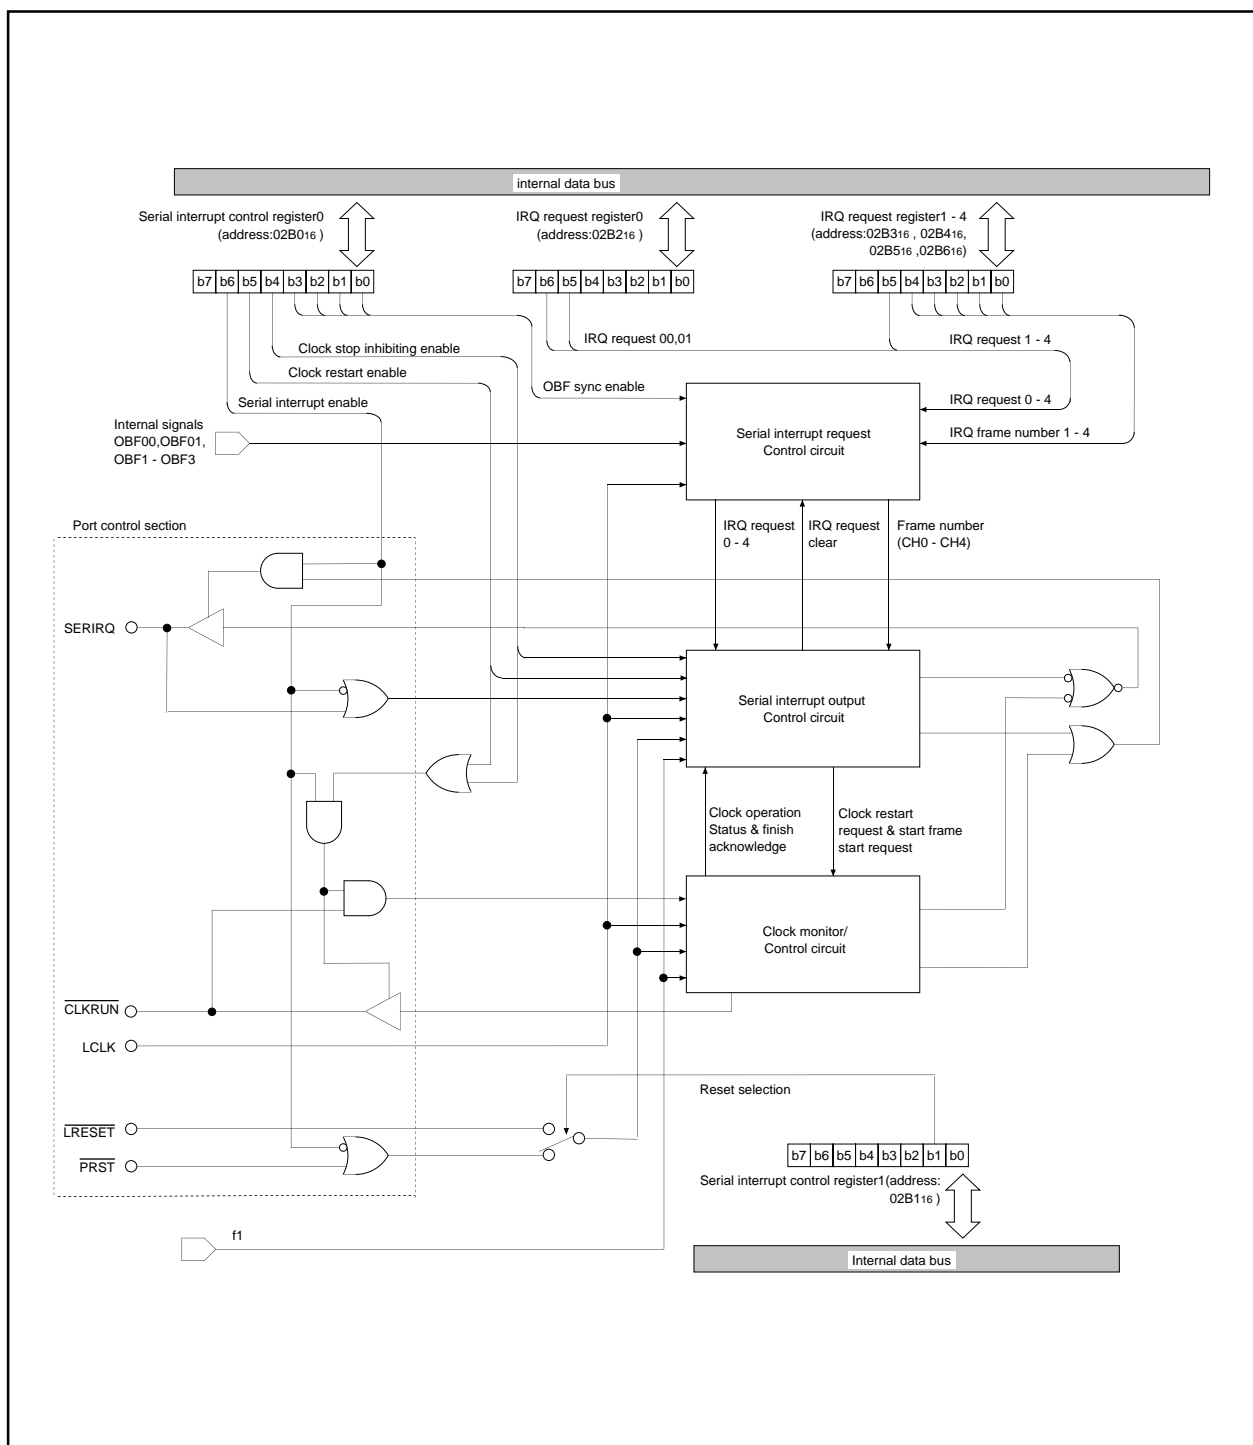 internal data bus
Serial interrupt control register0
(address:02B016 )
IRQ request register0
(address:02B216 )
IRQ request register1 - 4
(address:02B316 , 02B416,
02B516 ,02B616)
b7 b6 b5 b4 b3 b2 b1 b0
b7 b6 b5 b4 b3 b2 b1 b0
b7 b6 b5 b4 b3 b2 b1 b0
IRQ request 00,01
IRQ request 1 - 4
Clock stop inhibiting enable
Clock restart enable
OBF sync enable
Serial interrupt enable
IRQ request 0 - 4
Internal signals
OBF00,OBF01,
OBF1 - OBF3
Serial interrupt request
Control circuit
IRQ frame number 1 - 4
Port control section
IRQ request
0 - 4
IRQ request
clear
Frame number
(CH0 - CH4)
SERIRQ
Serial interrupt output
Control circuit
Clock operation
Status & finish
acknowledge
Clock restart
request & start frame
start request
Clock monitor/
Control circuit
CLKRUN
LCLK
Reset selection
LRESET
PRST
b7 b6 b5 b4 b3 b2 b1 b0
Serial interrupt control register1(address:
02B116 )
f1
Internal data bus